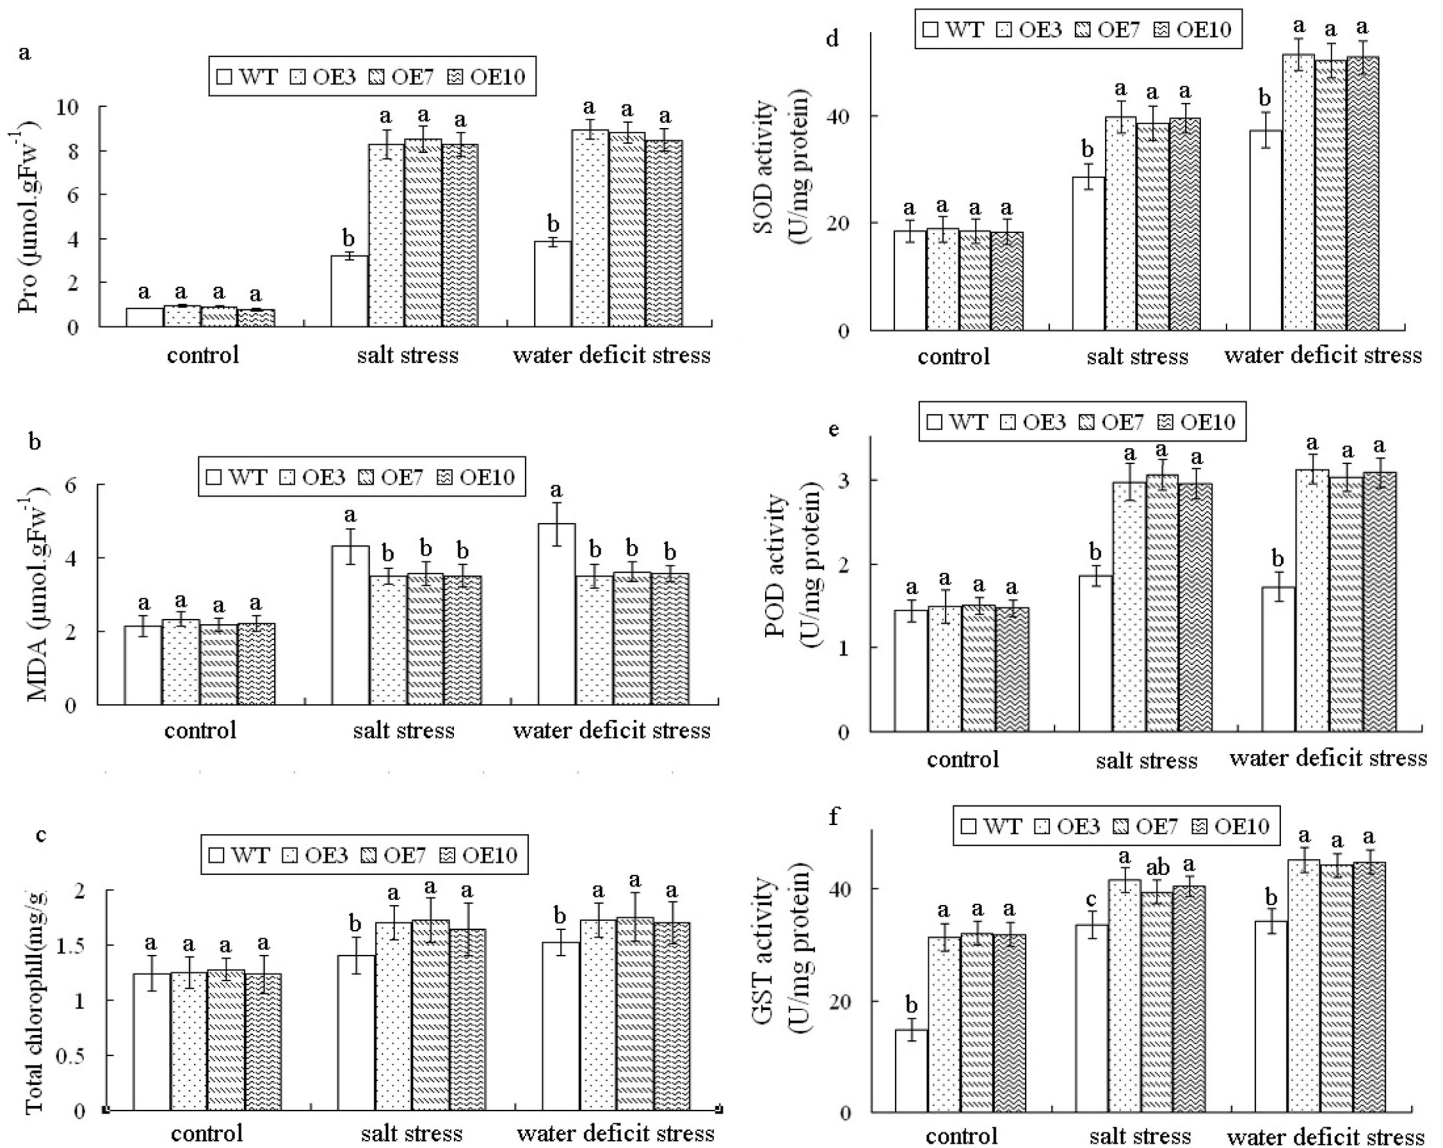 a
WT OE3 OE7 OE10
Pro (μmol.gFw⁻¹)
10
8
6
4
2
0
a a a a
b a a a
b a a a
control salt stress water deficit stress
b
WT OE3 OE7 OE10
MDA (μmol.gFw⁻¹)
6
4
2
0
a a a a
a b b b
a b b b
control salt stress water deficit stress
c
WT OE3 OE7 OE10
Total chlorophll(mg/g
2
1.5
1
0.5
0
a a a a
b a a a
b a a a
control salt stress water deficit stress
d
WT OE3 OE7 OE10
SOD activity
(U/mg protein)
40
20
0
a a a a
b a a a
b a a a
control salt stress water deficit stress
e
WT OE3 OE7 OE10
POD activity
(U/mg protein)
3
2
1
0
a a a a
b a a a
b a a a
control salt stress water deficit stress
f
WT OE3 OE7 OE10
GST activity
(U/mg protein)
40
20
0
b a a a
c a ab a
b a a a
control salt stress water deficit stress